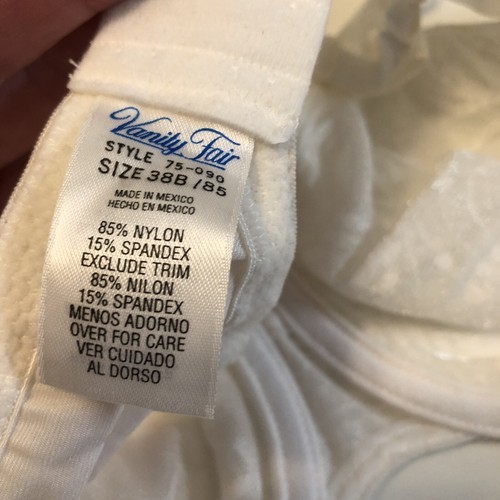 Vanity Fair
STYLE 75-090
SIZE 38B/85
MADE IN MEXICO
HECHO EN MEXICO
85% NYLON
15% SPANDEX
EXCLUDE TRIM
85% NILON
15% SPANDEX
MENOS ADORNO
OVER FOR CARE
VER CUIDADO
AL DORSO